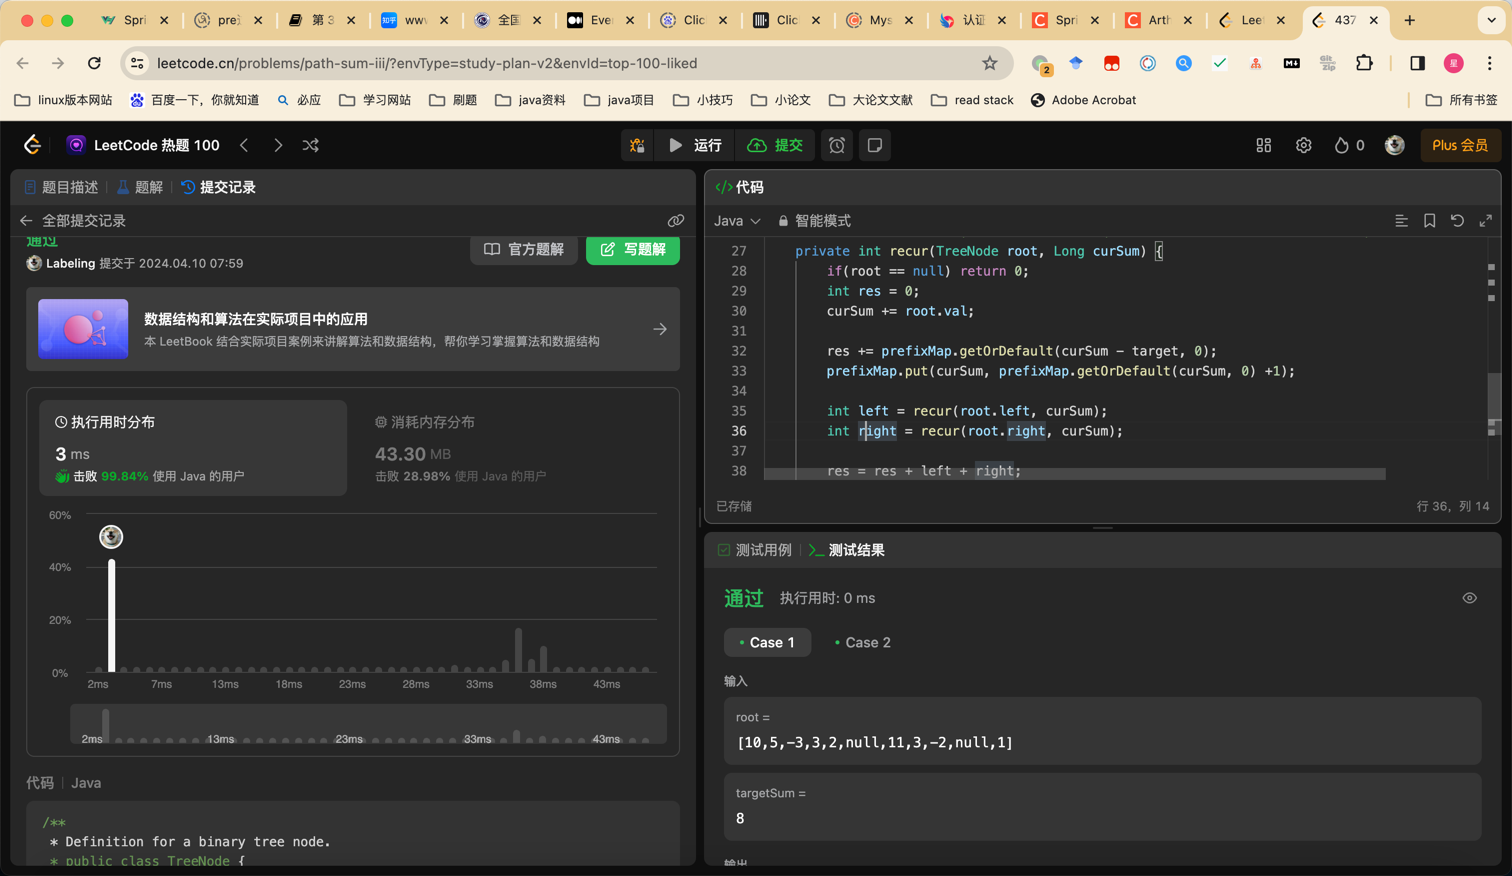 Spri
pre
第 3
知乎 www
全国
Ever
Clic
Clic
Mys
认证
Spri
Arth
Leet
437
leetcode.cn/problems/path-sum-iii/?envType=study-plan-v2&envId=top-100-liked
2
Git zip
星
linux版本网站
百度一下，你就知道
必应
学习网站
刷题
java资料
java项目
小技巧
小论文
大论文文献
read stack
Adobe Acrobat
所有书签
LeetCode 热题 100
运行
提交
0
Plus 会员
题目描述
题解
提交记录
全部提交记录
通过
Labeling 提交于 2024.04.10 07:59
官方题解
写题解
数据结构和算法在实际项目中的应用
本 LeetBook 结合实际项目案例来讲解算法和数据结构，帮你学习掌握算法和数据结构
执行用时分布
3 ms
击败 99.84% 使用 Java 的用户
消耗内存分布
43.30 MB
击败 28.98% 使用 Java 的用户
60%
40%
20%
0%
2ms 7ms 13ms 18ms 23ms 28ms 33ms 38ms 43ms
2ms 13ms 23ms 33ms 43ms
代码 | Java
/**
* Definition for a binary tree node.
* public class TreeNode {
</>代码
Java
智能模式
27 private int recur(TreeNode root, Long curSum) {
28 if(root == null) return 0;
29 int res = 0;
30 curSum += root.val;
31
32 res += prefixMap.getOrDefault(curSum - target, 0);
33 prefixMap.put(curSum, prefixMap.getOrDefault(curSum, 0) +1);
34
35 int left = recur(root.left, curSum);
36 int right = recur(root.right, curSum);
37
38 res = res + left + right;
已存储
行 36，列 14
测试用例
测试结果
通过 执行用时: 0 ms
Case 1
Case 2
输入
root =
[10,5,-3,3,2,null,11,3,-2,null,1]
targetSum =
8
输出